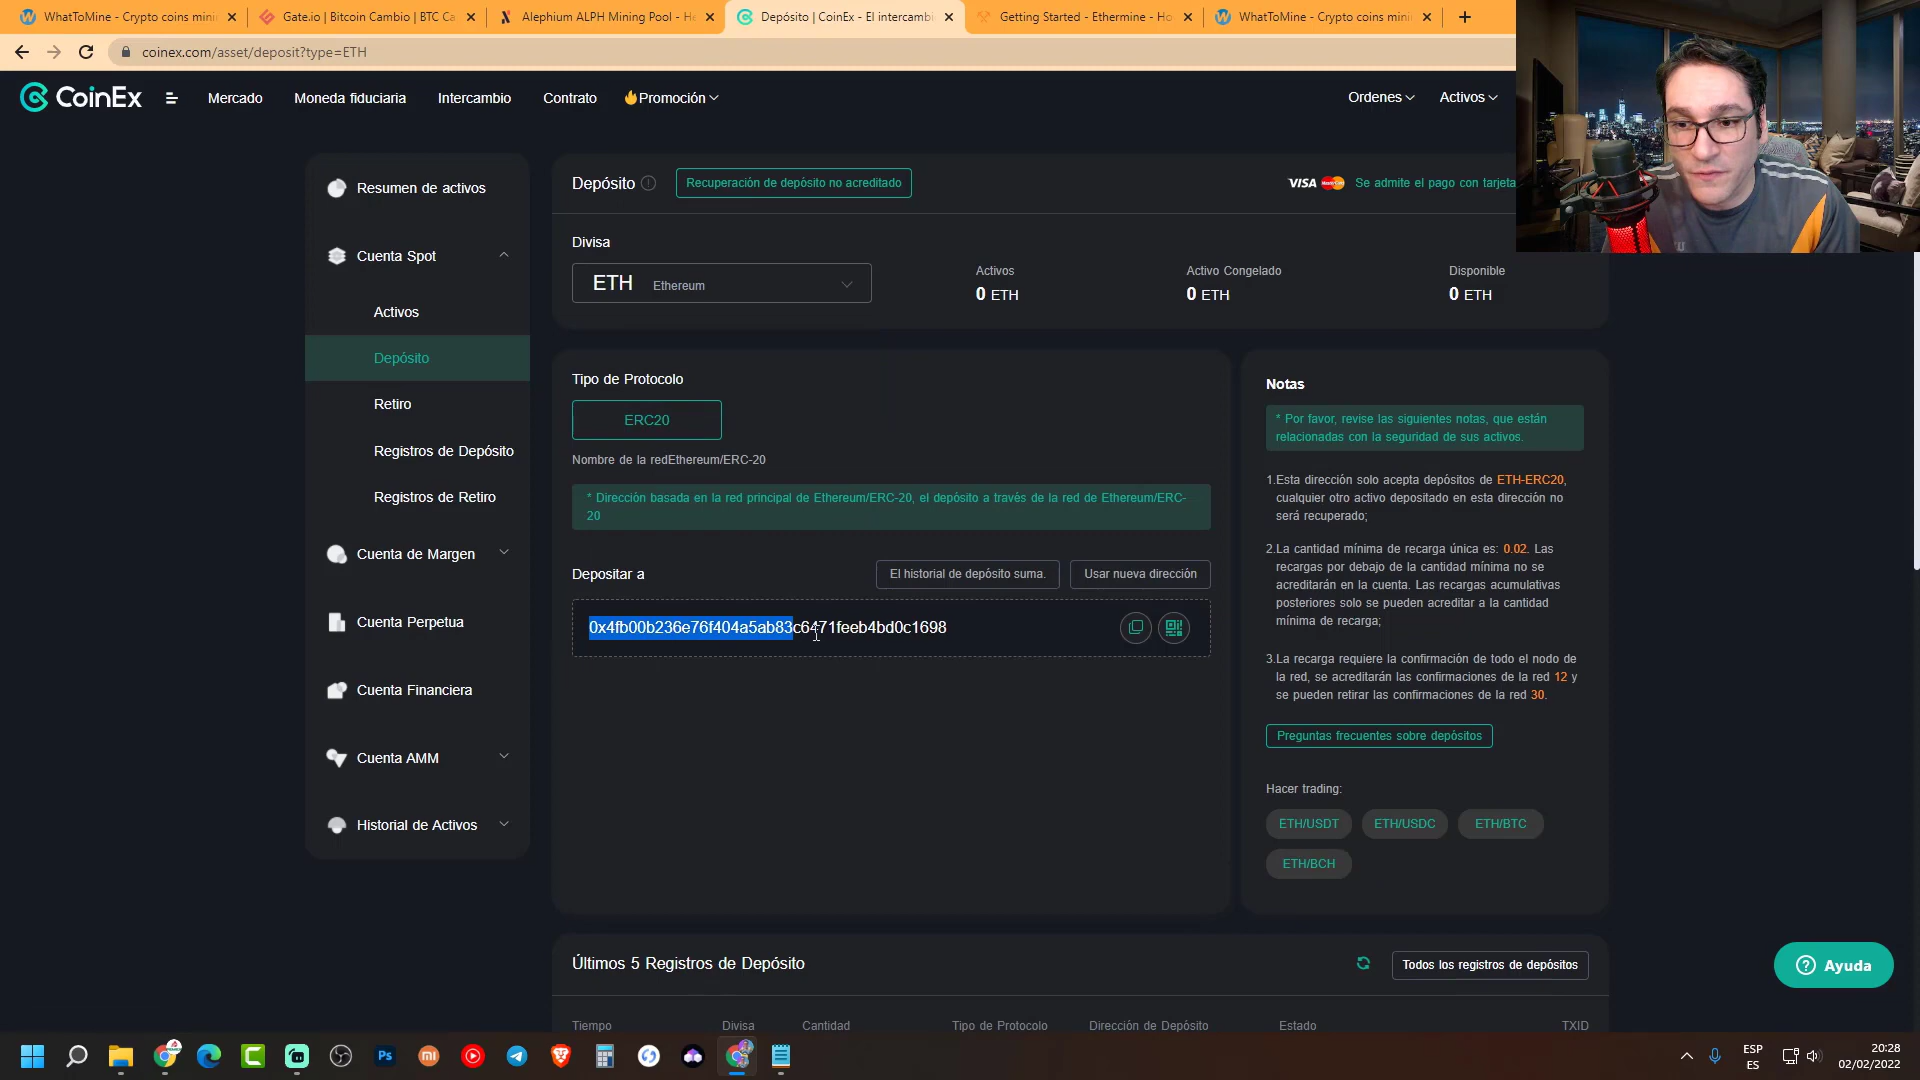 WhatToMine - Crypto coins mini
Gate.io | Bitcoin Cambio | BTC Ca
Alephium ALPH Mining Pool - He
Depósito | CoinEx - El intercambi
Getting Started - Ethermine - Ho
WhatToMine - Crypto coins mini
coinex.com/asset/deposit?type=ETH
CoinEx
Mercado
Moneda fiduciaria
Intercambio
Contrato
Promoción
Ordenes
Activos
Resumen de activos
Cuenta Spot
Activos
Depósito
Retiro
Registros de Depósito
Registros de Retiro
Cuenta de Margen
Cuenta Perpetua
Cuenta Financiera
Cuenta AMM
Historial de Activos
Depósito
Recuperación de depósito no acreditado
VISA
Se admite el pago con tarjeta
Divisa
ETH Ethereum
Activos
0 ETH
Activo Congelado
0 ETH
Disponible
0 ETH
Tipo de Protocolo
ERC20
Nombre de la redEthereum/ERC-20
* Dirección basada en la red principal de Ethereum/ERC-20, el depósito a través de la red de Ethereum/ERC-
20
Depositar a
El historial de depósito suma.
Usar nueva dirección
0x4fb00b236e76f404a5ab83c6471feeb4bd0c1698
Notas
* Por favor, revise las siguientes notas, que están
relacionadas con la seguridad de sus activos.
1.Esta dirección solo acepta depósitos de ETH-ERC20,
cualquier otro activo depositado en esta dirección no
será recuperado;
2.La cantidad mínima de recarga única es: 0.02. Las
recargas por debajo de la cantidad mínima no se
acreditarán en la cuenta. Las recargas acumulativas
posteriores solo se pueden acreditar a la cantidad
mínima de recarga;
3.La recarga requiere la confirmación de todo el nodo de
la red, se acreditarán las confirmaciones de la red 12 y
se pueden retirar las confirmaciones de la red 30.
Preguntas frecuentes sobre depósitos
Hacer trading:
ETH/USDT
ETH/USDC
ETH/BTC
ETH/BCH
Últimos 5 Registros de Depósito
Todos los registros de depósitos
Tiempo
Divisa
Cantidad
Tipo de Protocolo
Dirección de Depósito
Estado
TXID
Ayuda
Ps
mi
ESP
ES
20:28
02/02/2022